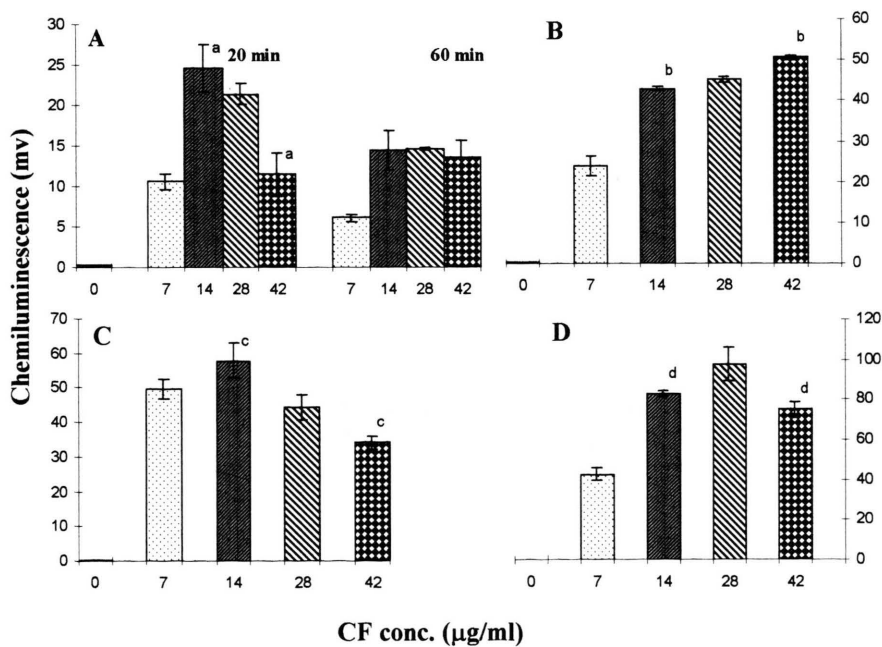 Chemiluminescence (mv)
A
20 min
60 min
30
25
20
15
10
5
0
a
a
0 7 14 28 42 7 14 28 42
B
60
50
40
30
20
10
0
b
b
0 7 14 28 42
C
70
60
50
40
30
20
10
0
c
c
0 7 14 28 42
D
120
100
80
60
40
20
0
d
d
0 7 14 28 42
CF conc. (µg/ml)